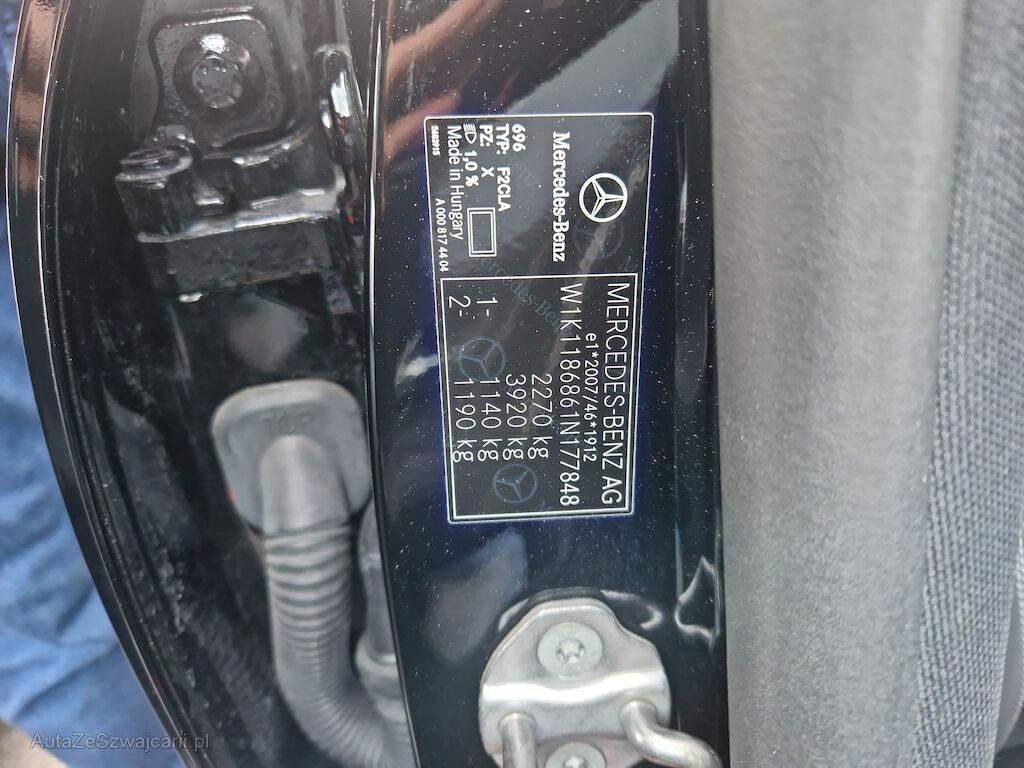 MERCEDES-BENZ AG
e1*2007/46*1912
W1K1186861N177848
2270 kg
3920 kg
1- 1140 kg
2- 1190 kg
Mercedes-Benz
696
TYP: F2CLA
PZ: X
1,0 %
Made in Hungary
A 000 817 44 04
TOP
AutaZeSzwajcarii.pl